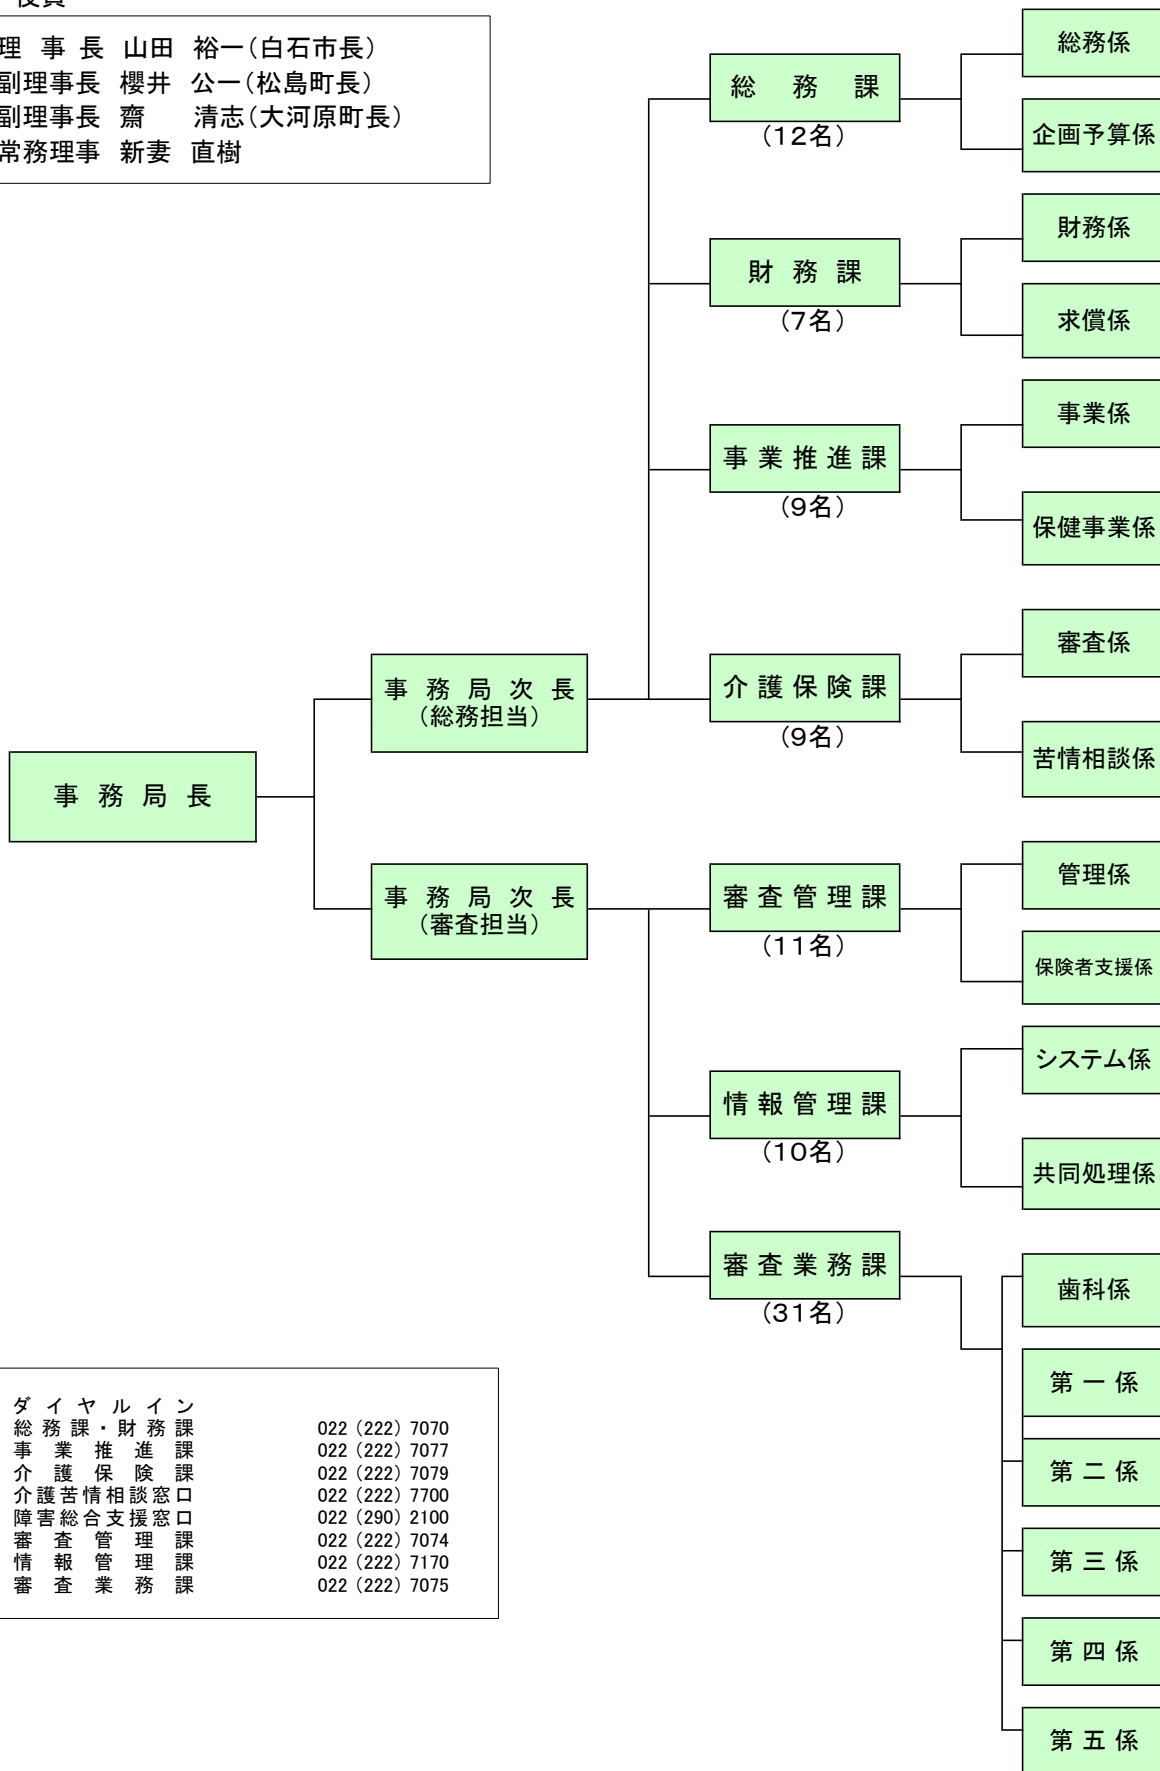 理事長 山田 裕一(白石市長)
副理事長 櫻井 公一(松島町長)
副理事長 齋 清志(大河原町長)
常務理事 新妻 直樹
事務局長
事務局次長
(総務担当)
事務局次長
(審査担当)
総務課
(12名)
総務係
企画予算係
財務課
(7名)
財務係
求償係
事業推進課
(9名)
事業係
保健事業係
介護保険課
(9名)
審査係
苦情相談係
審査管理課
(11名)
管理係
保険者支援係
情報管理課
(10名)
システム係
共同処理係
審査業務課
(31名)
歯科係
第一係
第二係
第三係
第四係
第五係
ダイヤルイン
総務課・財務課 022(222)7070
事業推進課 022(222)7077
介護保険課 022(222)7079
介護苦情相談窓口 022(222)7700
障害総合支援窓口 022(290)2100
審査管理課 022(222)7074
情報管理課 022(222)7170
審査業務課 022(222)7075